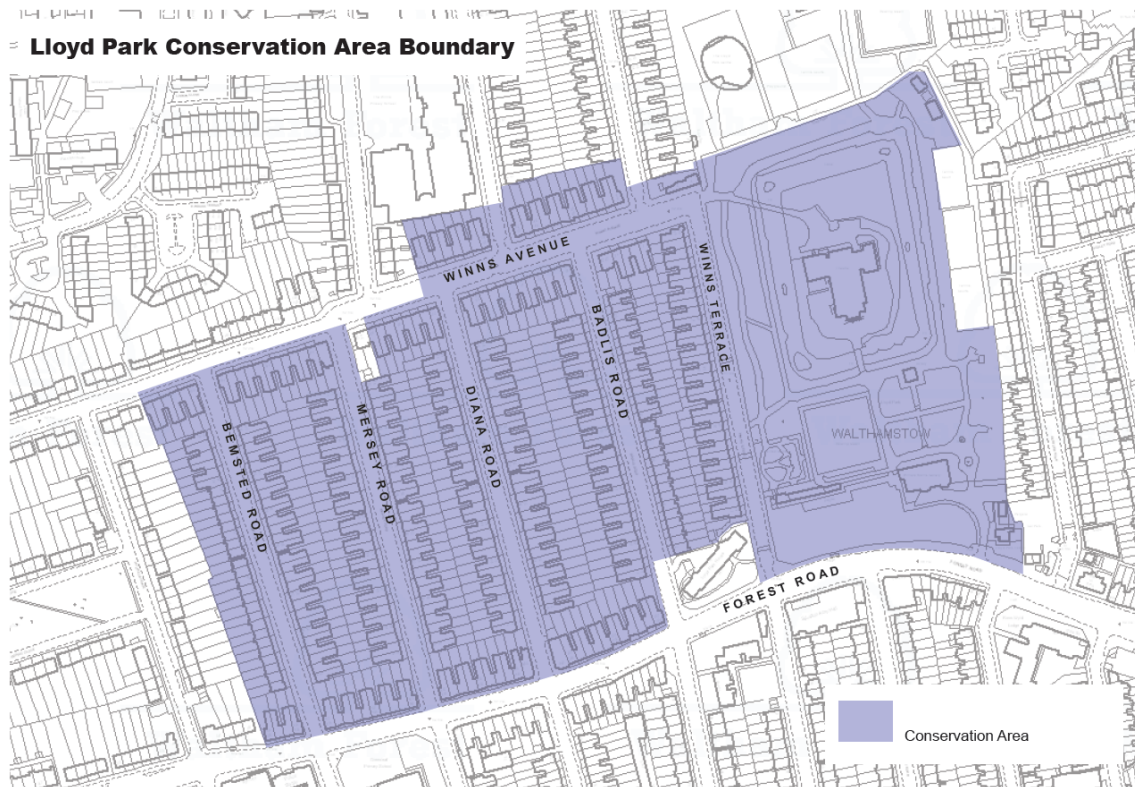 Lloyd Park Conservation Area Boundary
WINNS AVENUE
WINNS TERRACE
BADLIS ROAD
DIANA ROAD
MERSEY ROAD
BEMSTED ROAD
WALTHAMSTOW
FOREST ROAD
Conservation Area